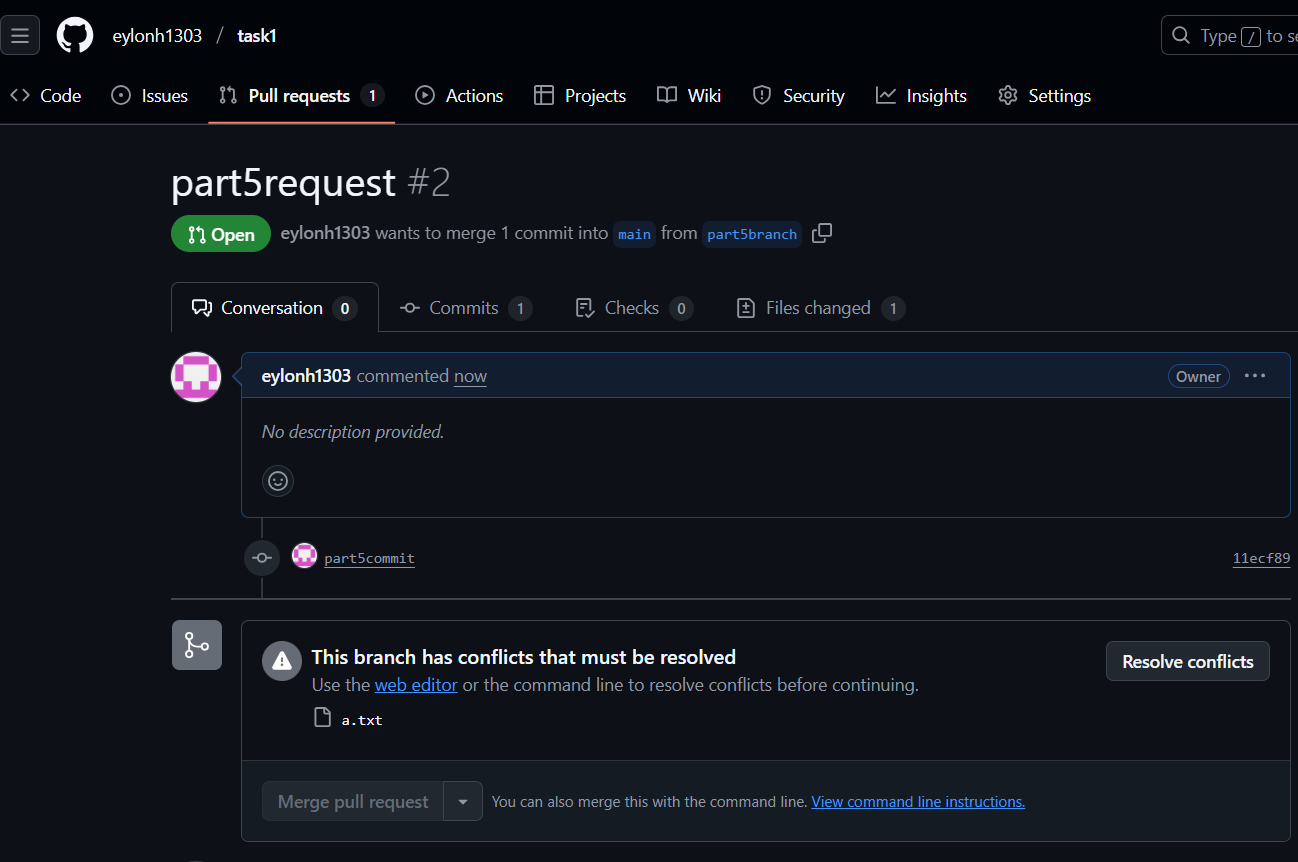 eylonh1303 / task1
Type / to se
Code Issues Pull requests 1 Actions Projects Wiki Security Insights Settings
part5request #2
Open eylonh1303 wants to merge 1 commit into main from part5branch
Conversation 0 Commits 1 Checks 0 Files changed 1
eylonh1303 commented now Owner
No description provided.
part5commit 11ecf89
This branch has conflicts that must be resolved
Resolve conflicts
Use the web editor or the command line to resolve conflicts before continuing.
a.txt
Merge pull request You can also merge this with the command line. View command line instructions.